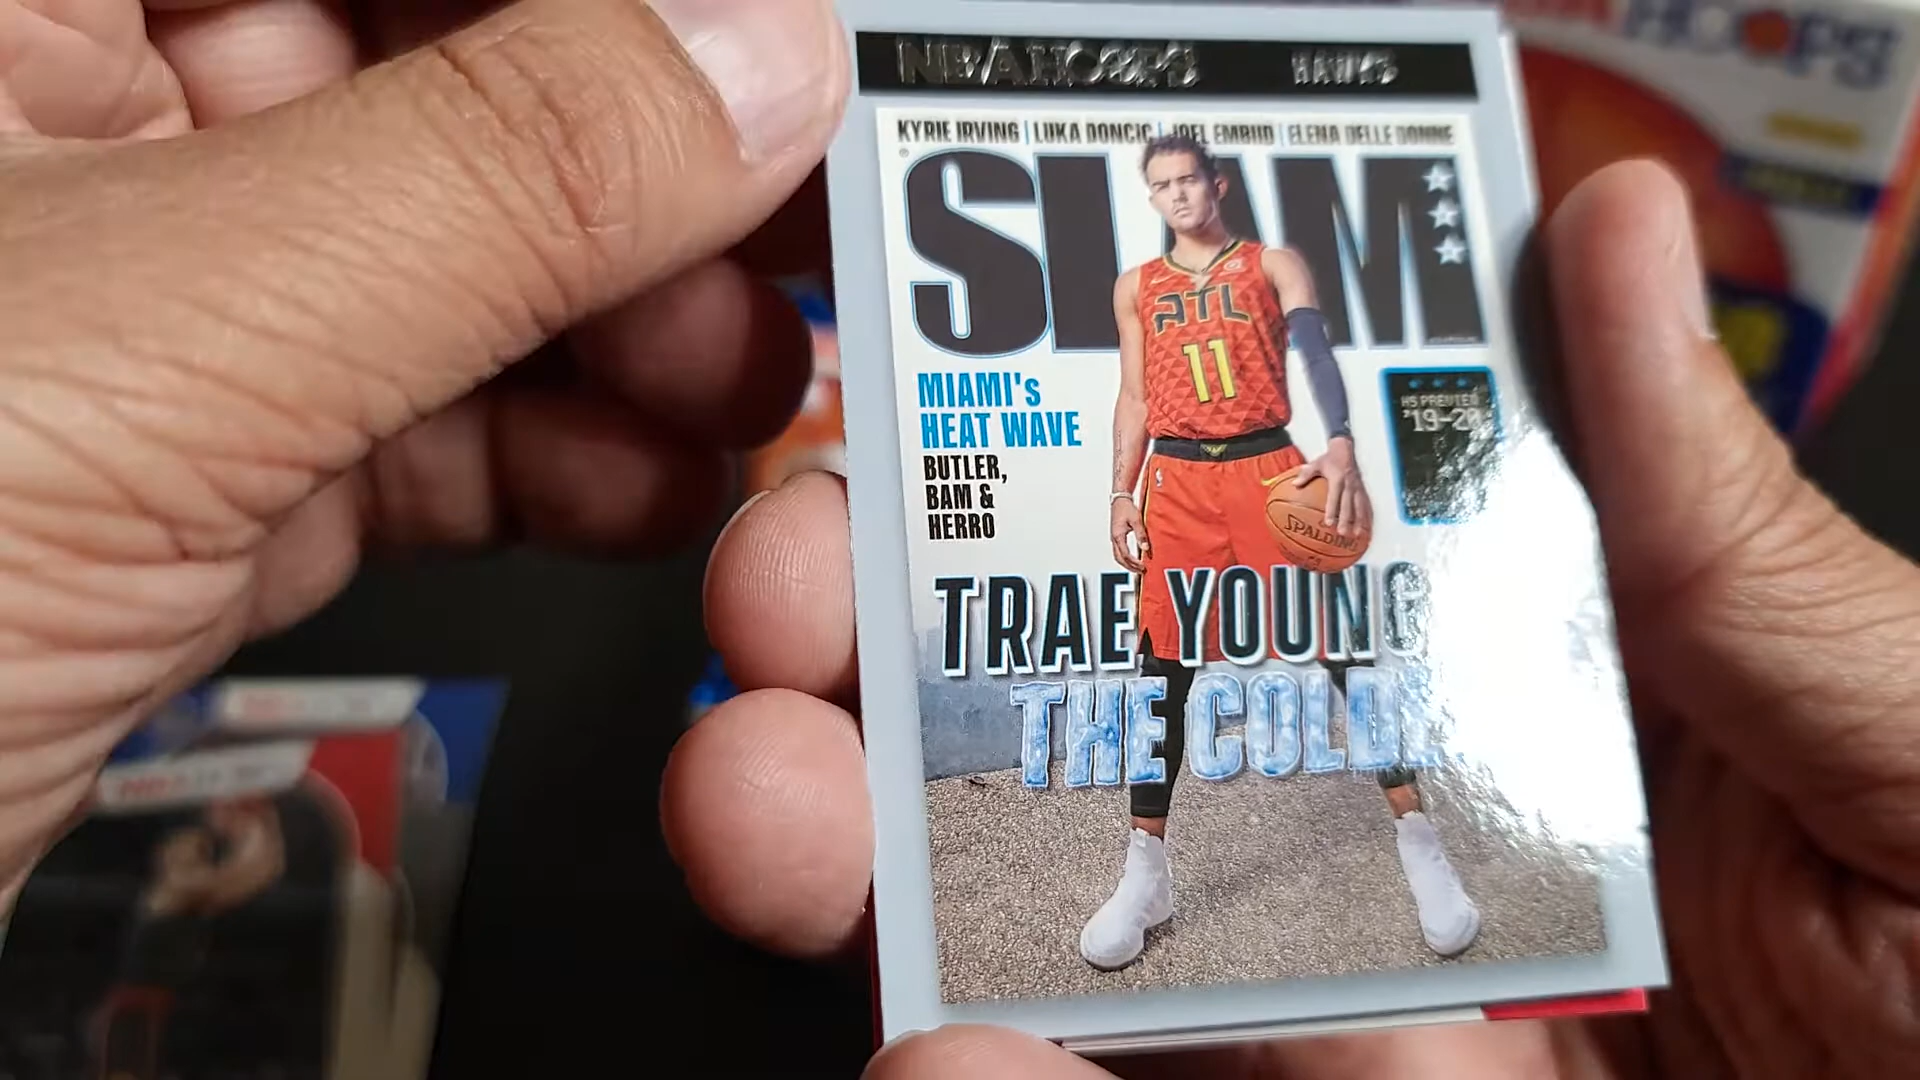 HOOPS
NBA HOOPS HAWKS
KYRIE IRVING | LUKA DONCIC | JOEL EMBIID | ELENA DELLE DONNE
SLAM
ATL
11
MIAMI's
HEAT WAVE
BUTLER,
BAM &
HERRO
HS PREVIEW
'19-20
SPALDING
TRAE YOUNG
THE COLD